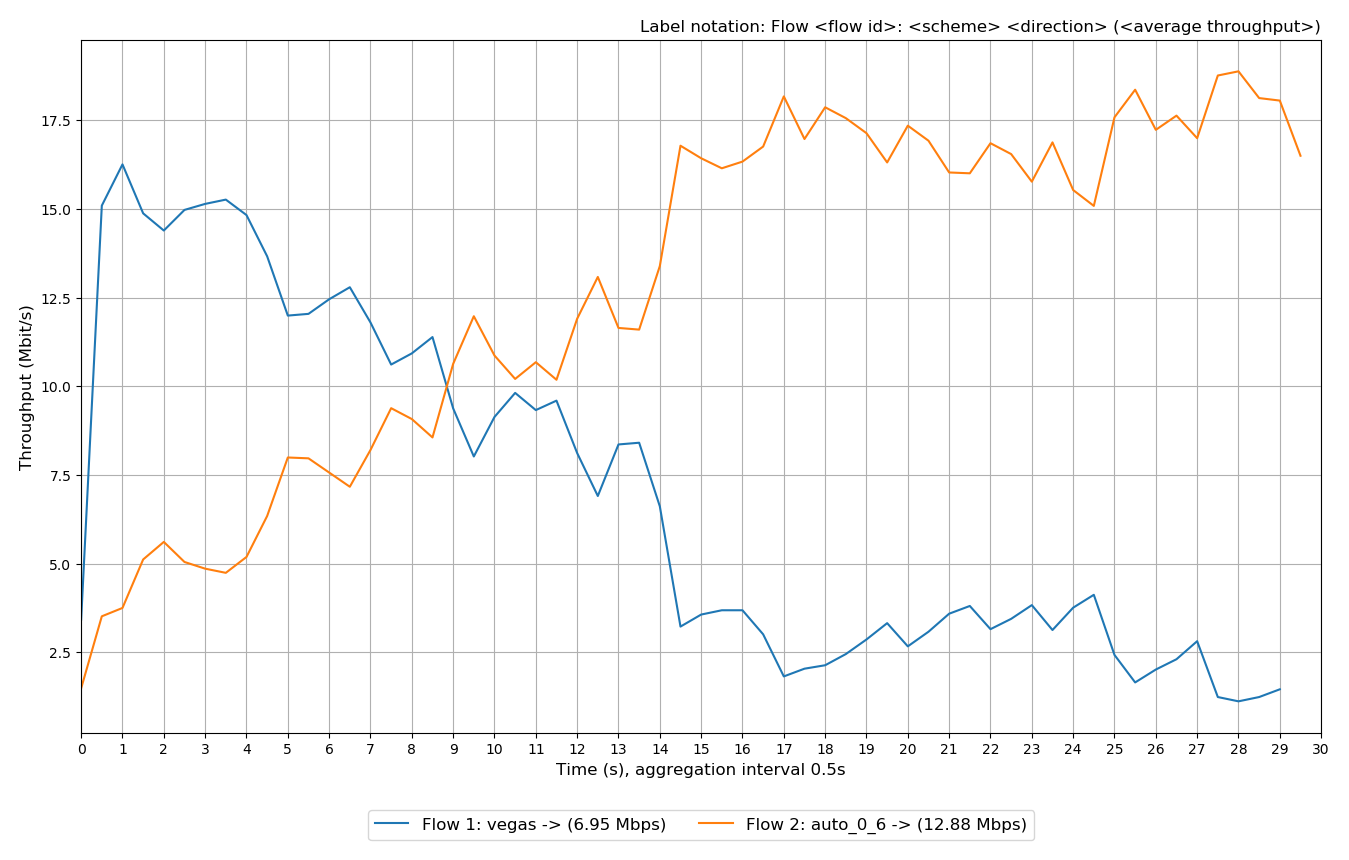 Label notation: Flow <flow id>: <scheme> <direction> (<average throughput>)
Throughput (Mbit/s)
17.5
15.0
12.5
10.0
7.5
5.0
2.5
0 1 2 3 4 5 6 7 8 9 10 11 12 13 14 15 16 17 18 19 20 21 22 23 24 25 26 27 28 29 30
Time (s), aggregation interval 0.5s
Flow 1: vegas -> (6.95 Mbps) Flow 2: auto_0_6 -> (12.88 Mbps)